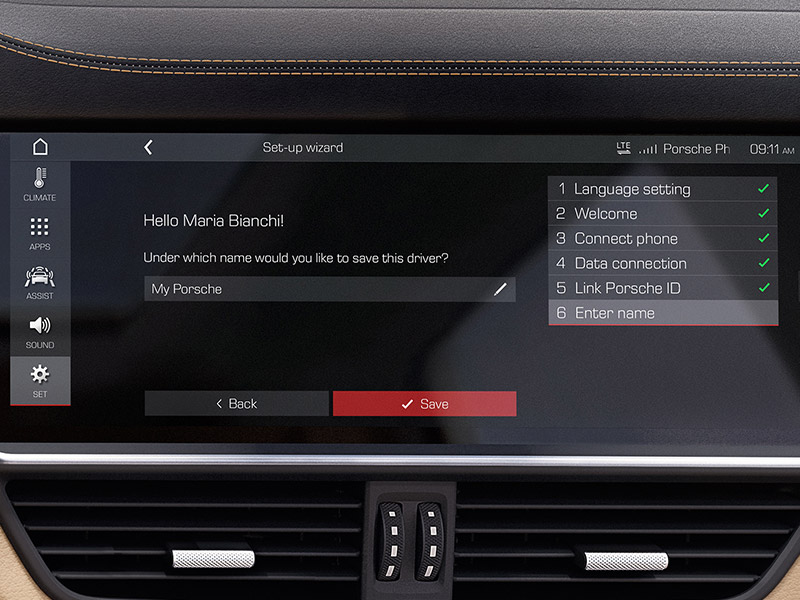 Set-up wizard
LTE Porsche Ph 09:11 AM
CLIMATE
APPS
ASSIST
SOUND
SET
Hello Maria Bianchi!
Under which name would you like to save this driver?
My Porsche
Back
Save
1 Language setting
2 Welcome
3 Connect phone
4 Data connection
5 Link Porsche ID
6 Enter name